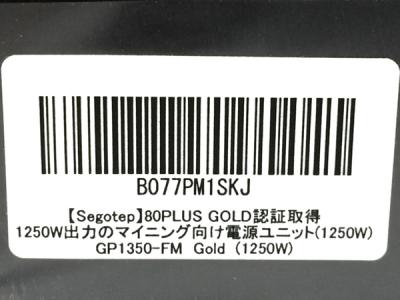 B077PM1SKJ
【Segotep】80PLUS GOLD認証取得
1250W出力のマイニング向け電源ユニット(1250W)
GP1350-FM Gold (1250W)